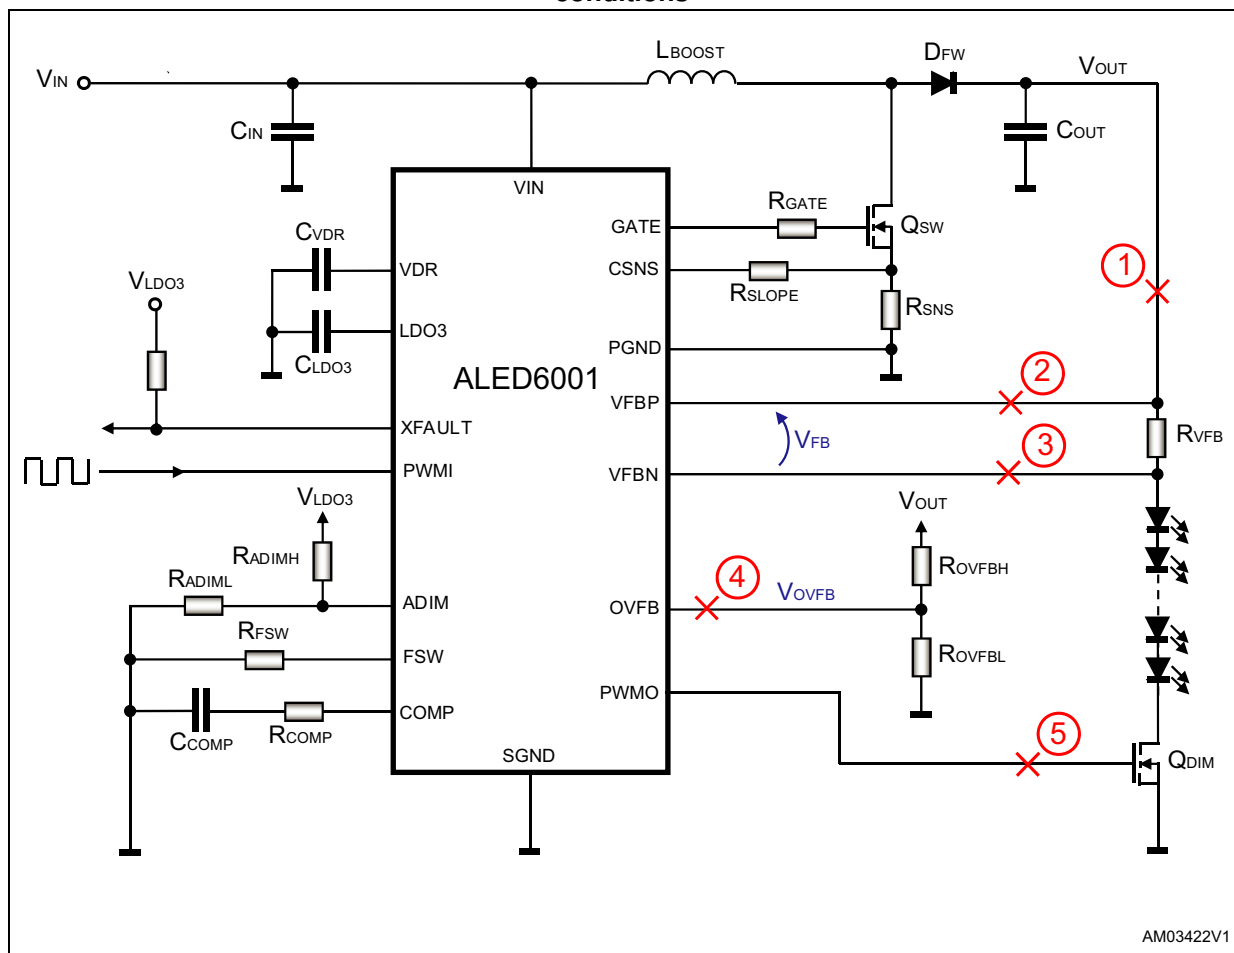 conditions
VIN
LBOOST
DFW
VOUT
CIN
COUT
VIN
RGATE
GATE
QSW
CVDR
VDR
CSNS
RSLOPE
1
VLDO3
RSNS
LDO3
CLDO3
PGND
ALED6001
2
VFBP
XFAULT
VFB
RVFB
3
PWMI
VFBN
VLDO3
VOUT
RADIMH
ROVFBH
RADIML
4
VOVFB
ADIM
OVFB
RFSW
FSW
ROVFBL
PWMO
COMP
CCOMP
RCOMP
5
SGND
QDIM
AM03422V1